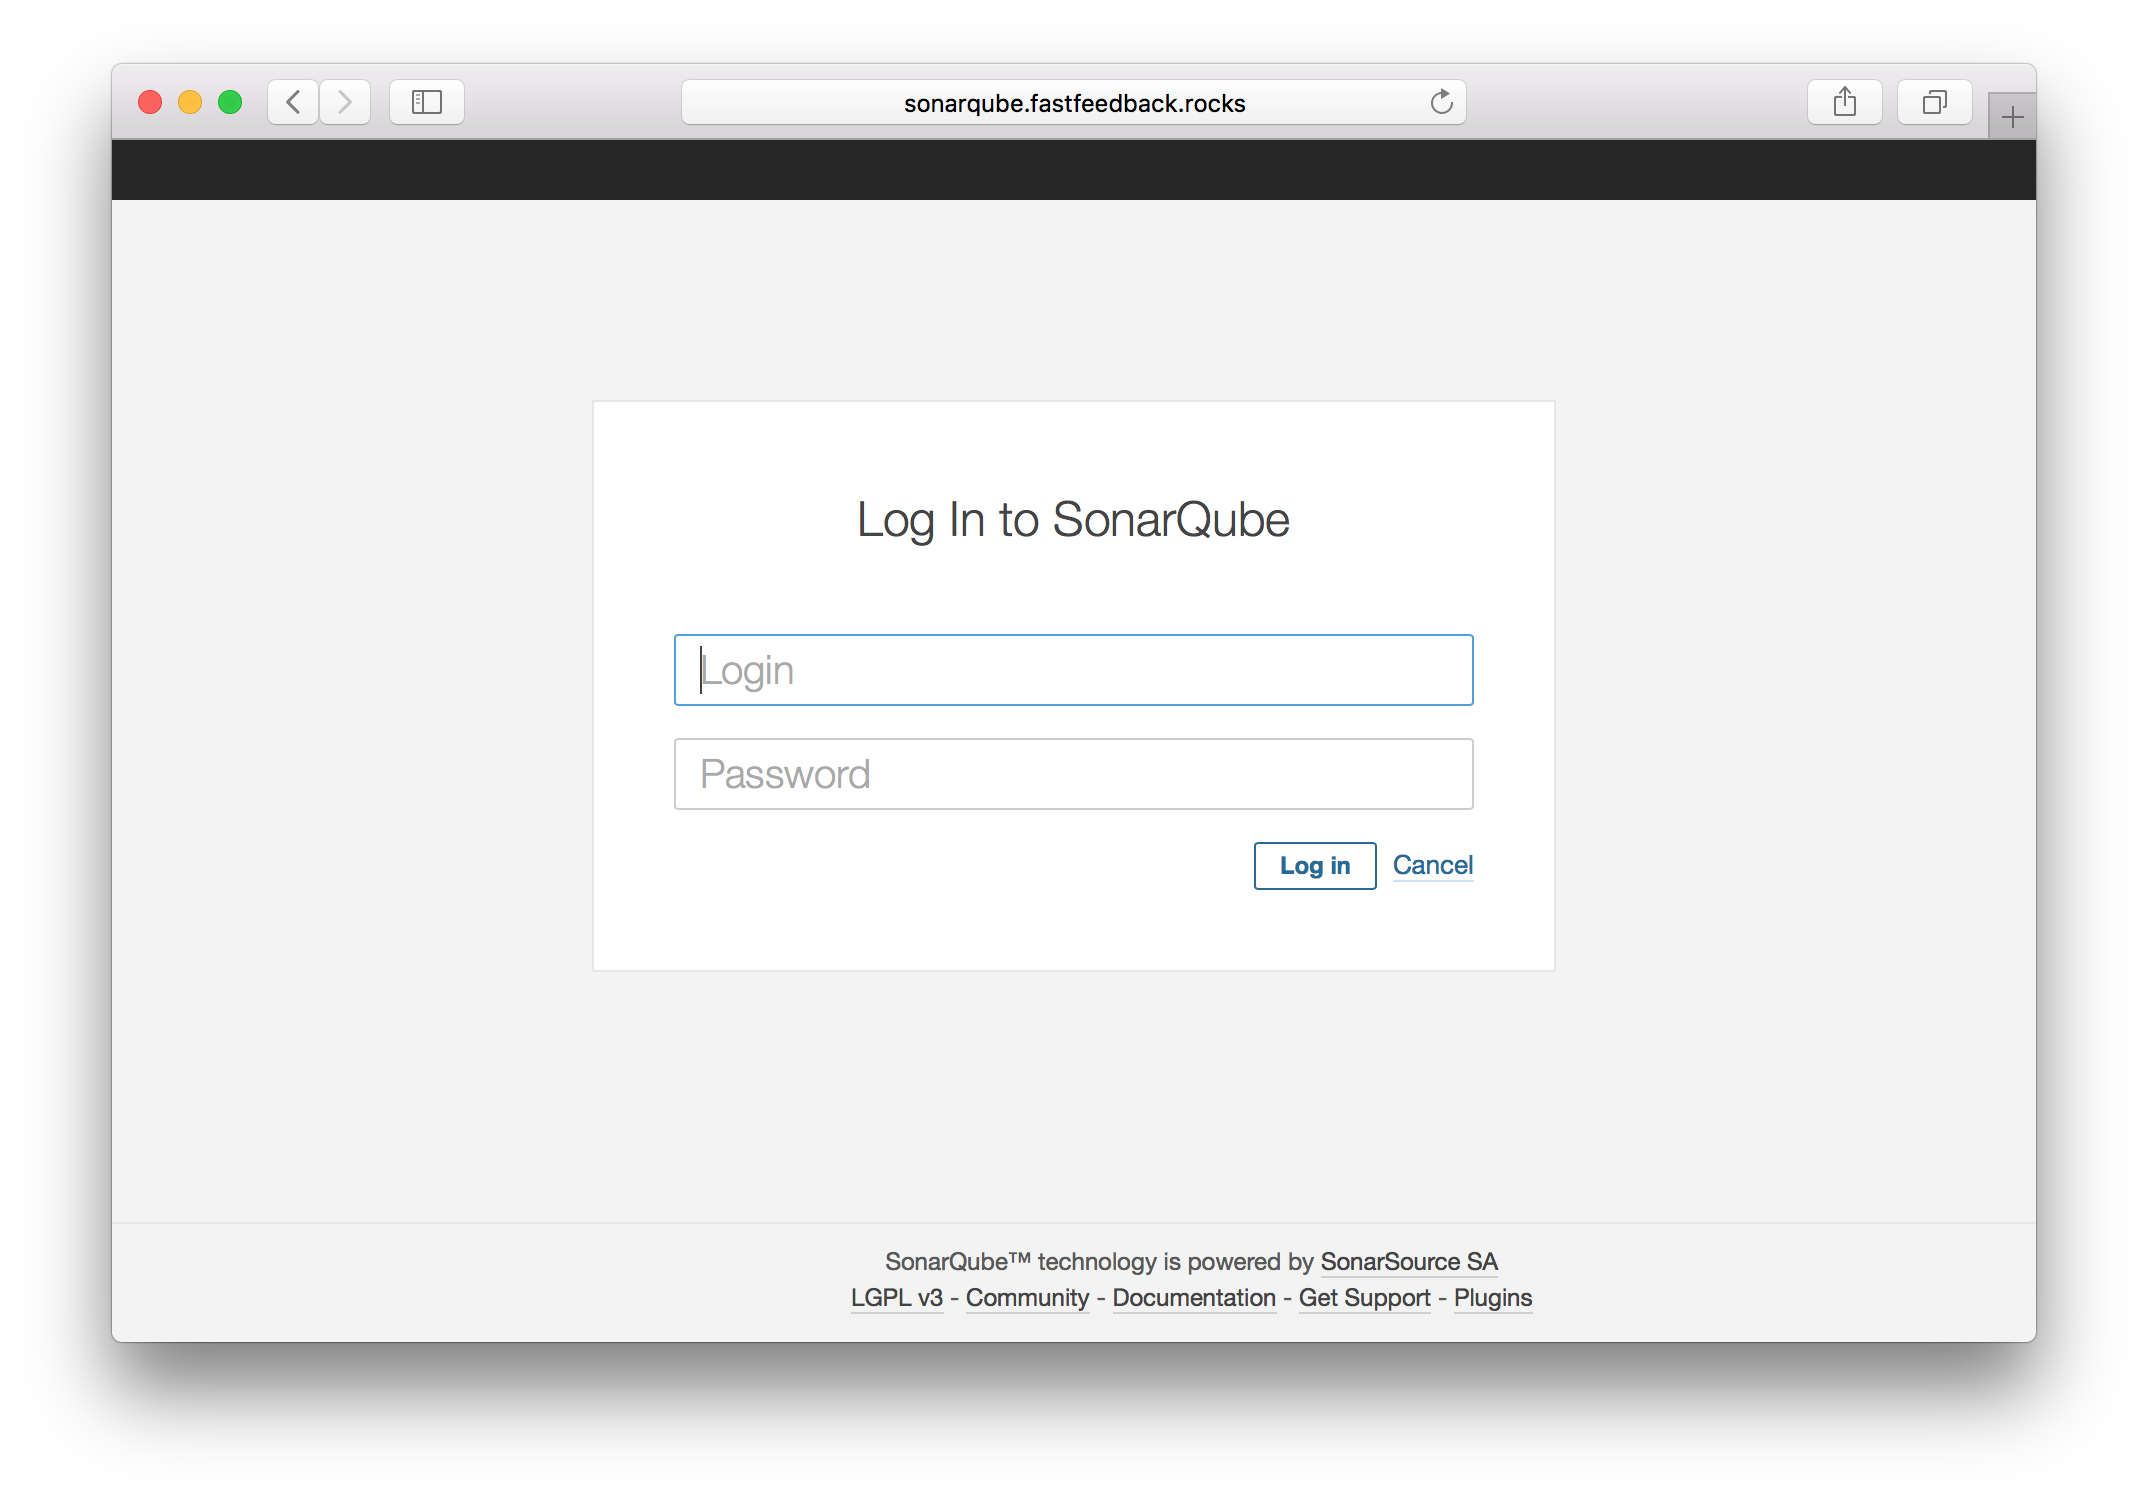 sonarqube.fastfeedback.rocks
Log In to SonarQube
Login
Password
Log in Cancel
SonarQube™ technology is powered by SonarSource SA
LGPL v3 - Community - Documentation - Get Support - Plugins